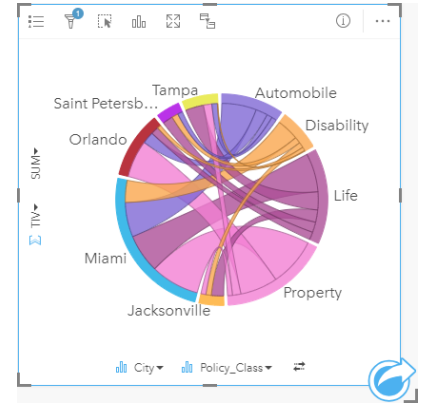 1
Tampa
Automobile
Saint Petersb...
Disability
Orlando
Life
SUM
TIV
Miami
Property
Jacksonville
City
Policy_Class